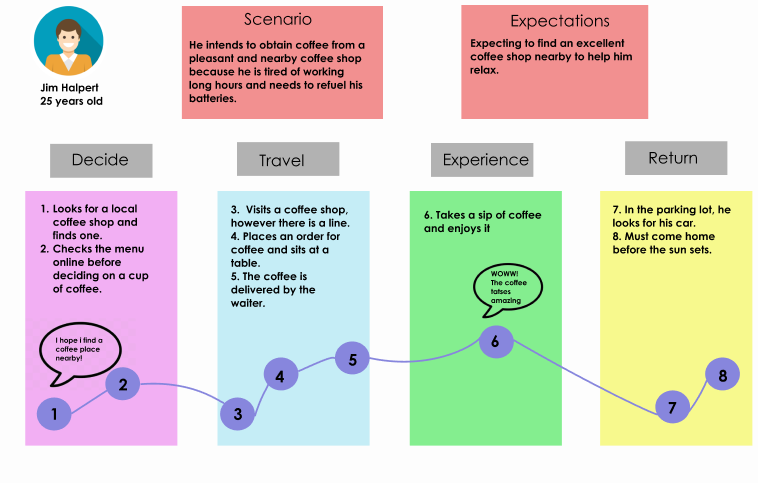 Jim Halpert
25 years old
Scenario
He intends to obtain coffee from a
pleasant and nearby coffee shop
because he is tired of working
long hours and needs to refuel his
batteries.
Expectations
Expecting to find an excellent
coffee shop nearby to help him
relax.
Decide
Travel
Experience
Return
1. Looks for a local
coffee shop and
finds one.
2. Checks the menu
online before
deciding on a cup
of coffee.
3. Visits a coffee shop,
however there is a line.
4. Places an order for
coffee and sits at a
table.
5. The coffee is
delivered by the
waiter.
6. Takes a sip of coffee
and enjoys it
7. In the parking lot, he
looks for his car.
8. Must come home
before the sun sets.
I hope i find a
coffee place
nearby!
WOWW!
The coffee
tatses
amazing
1
2
3
4
5
6
7
8